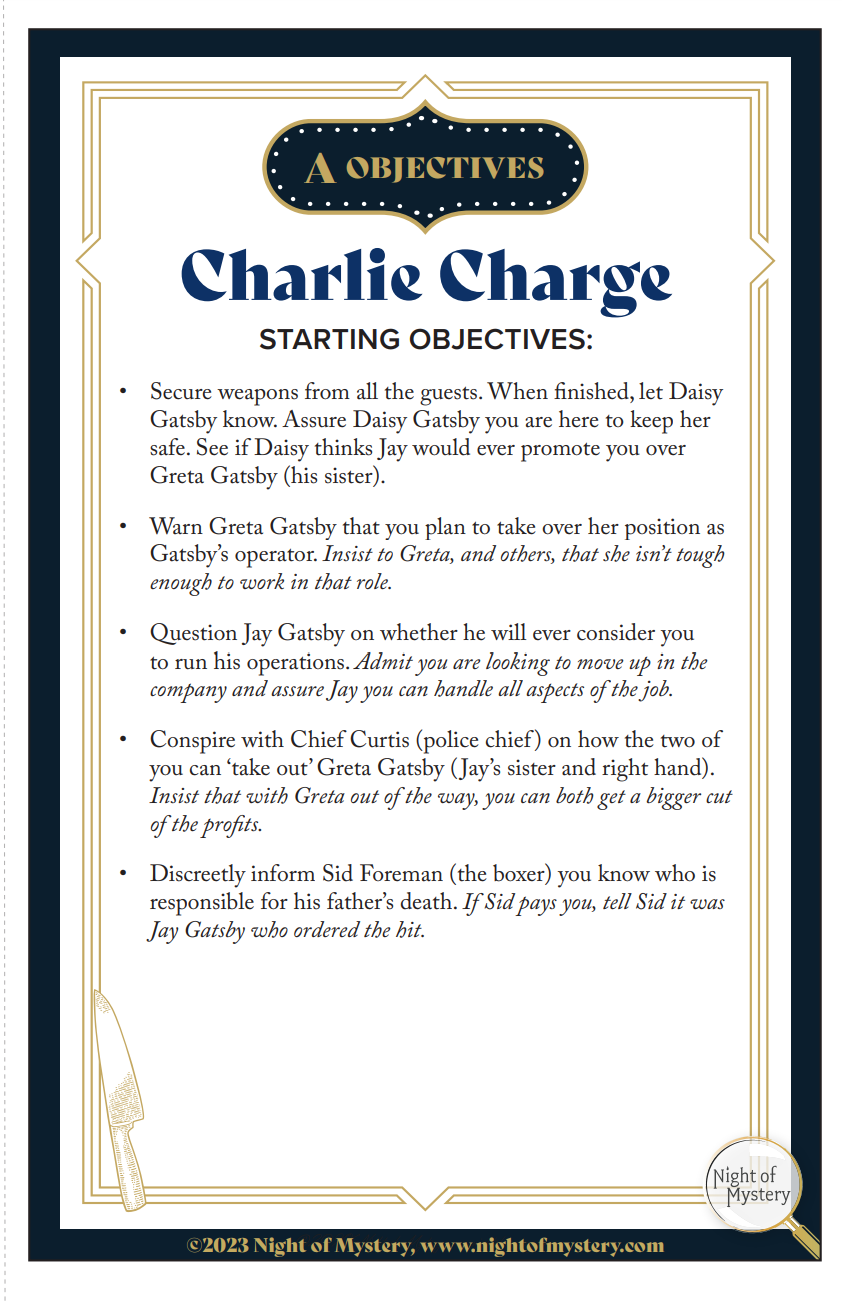 A OBJECTIVES
Charlie Charge
STARTING OBJECTIVES:
• Secure weapons from all the guests. When finished, let Daisy
Gatsby know. Assure Daisy Gatsby you are here to keep her
safe. See if Daisy thinks Jay would ever promote you over
Greta Gatsby (his sister).
• Warn Greta Gatsby that you plan to take over her position as
Gatsby's operator. Insist to Greta, and others, that she isn't tough
enough to work in that role.
• Question Jay Gatsby on whether he will ever consider you
to run his operations. Admit you are looking to move up in the
company and assure Jay you can handle all aspects of the job.
• Conspire with Chief Curtis (police chief) on how the two of
you can ‘take out’ Greta Gatsby (Jay's sister and right hand).
Insist that with Greta out of the way, you can both get a bigger cut
of the profits.
• Discreetly inform Sid Foreman (the boxer) you know who is
responsible for his father's death. If Sid pays you, tell Sid it was
Jay Gatsby who ordered the hit.
Night of
Mystery
©2023 Night of Mystery, www.nightofmystery.com